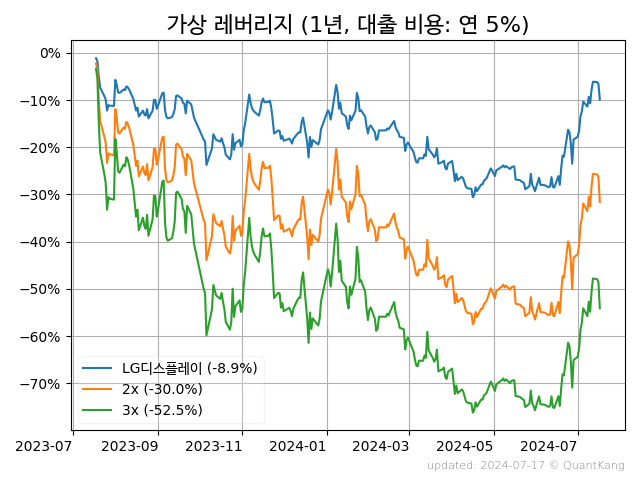 가상 레버리지 (1년, 대출 비용: 연 5%)
0%
−10%
−20%
−30%
−40%
−50%
−60%
−70%
LG디스플레이 (-8.9%)
2x (-30.0%)
3x (-52.5%)
2023-07 2023-09 2023-11 2024-01 2024-03 2024-05 2024-07
updated: 2024-07-17 © QuantKang